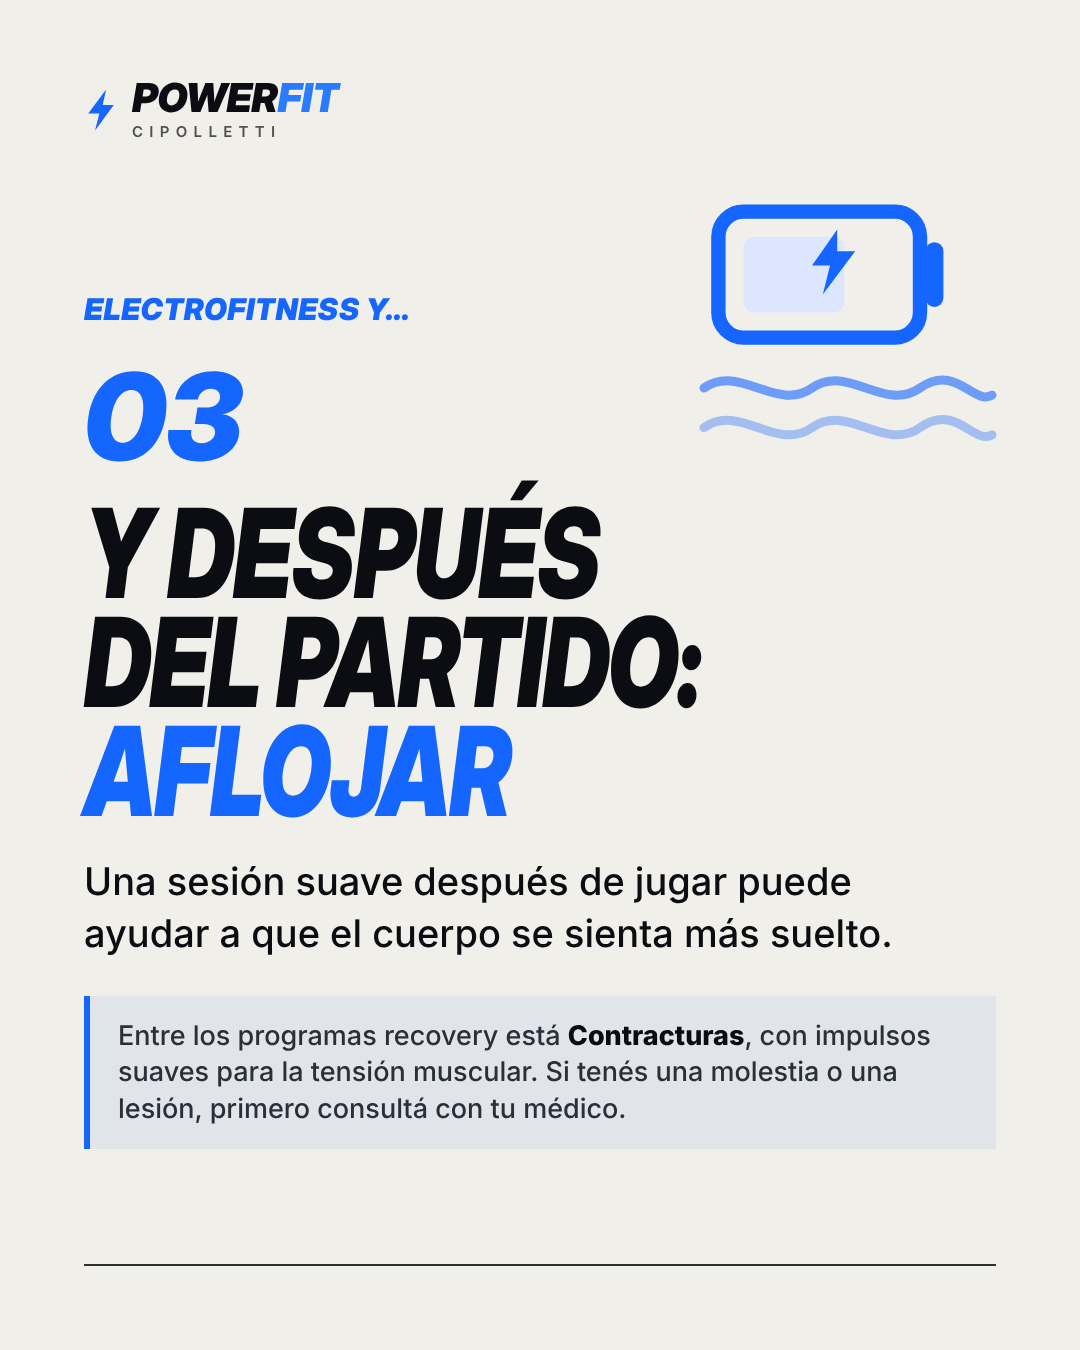 POWERFIT
CIPOLLETTI
ELECTROFITNESS Y...
03
Y DESPUÉS
DEL PARTIDO:
AFLOJAR
Una sesión suave después de jugar puede
ayudar a que el cuerpo se sienta más suelto.
Entre los programas recovery está Contracturas, con impulsos
suaves para la tensión muscular. Si tenés una molestia o una
lesión, primero consultá con tu médico.